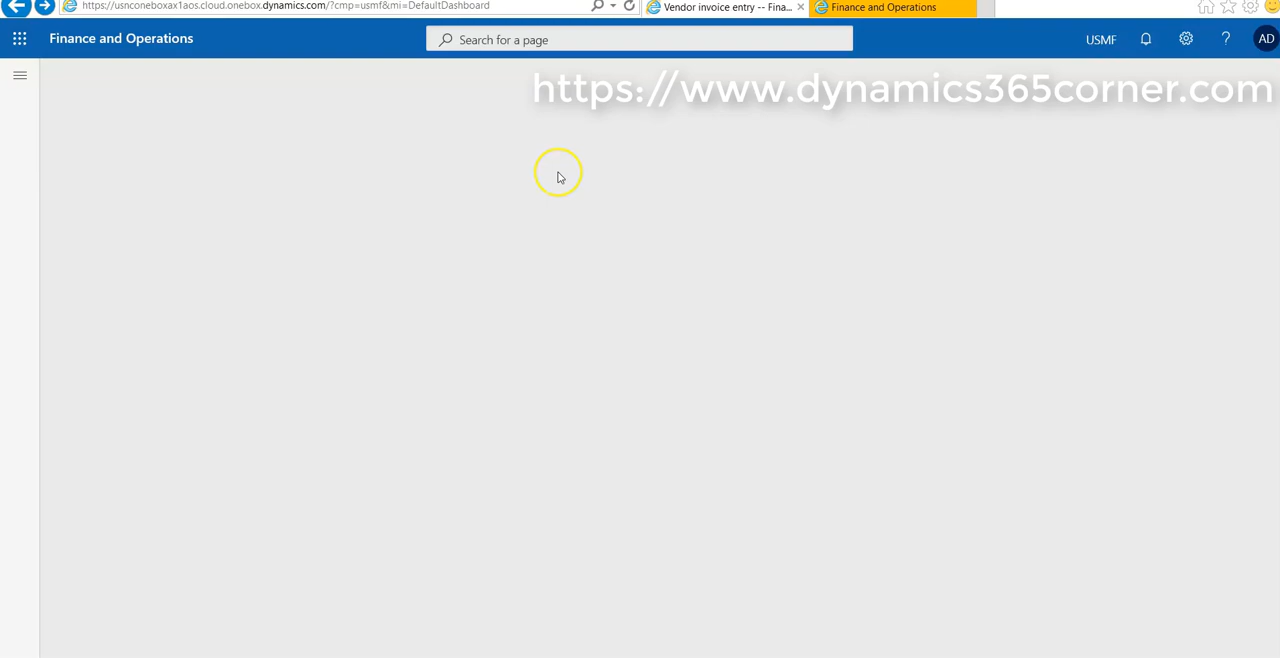 https://usnconeboxax1aos.cloud.onebox.dynamics.com/?cmp=usmf&mi=DefaultDashboard
Vendor invoice entry -- Fina...
Finance and Operations
Finance and Operations
Search for a page
USMF
?
AD
https://www.dynamics365corner.com